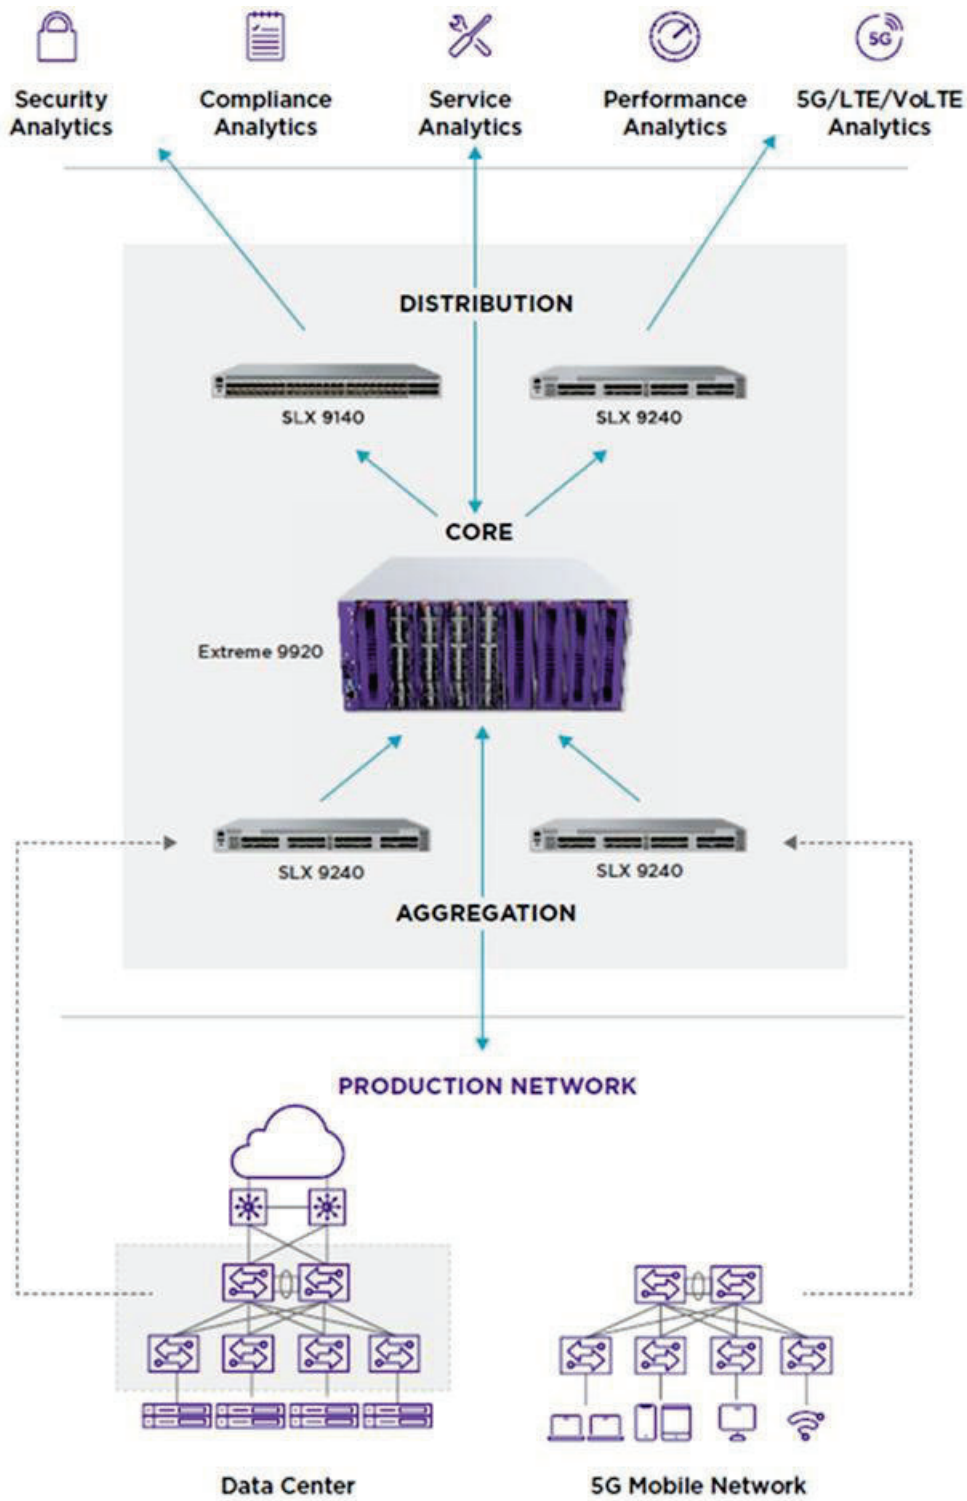 Security
Analytics
Compliance
Analytics
Service
Analytics
Performance
Analytics
5G
5G/LTE/VoLTE
Analytics
DISTRIBUTION
SLX 9140
SLX 9240
CORE
Extreme 9920
SLX 9240
SLX 9240
AGGREGATION
PRODUCTION NETWORK
Data Center
5G Mobile Network